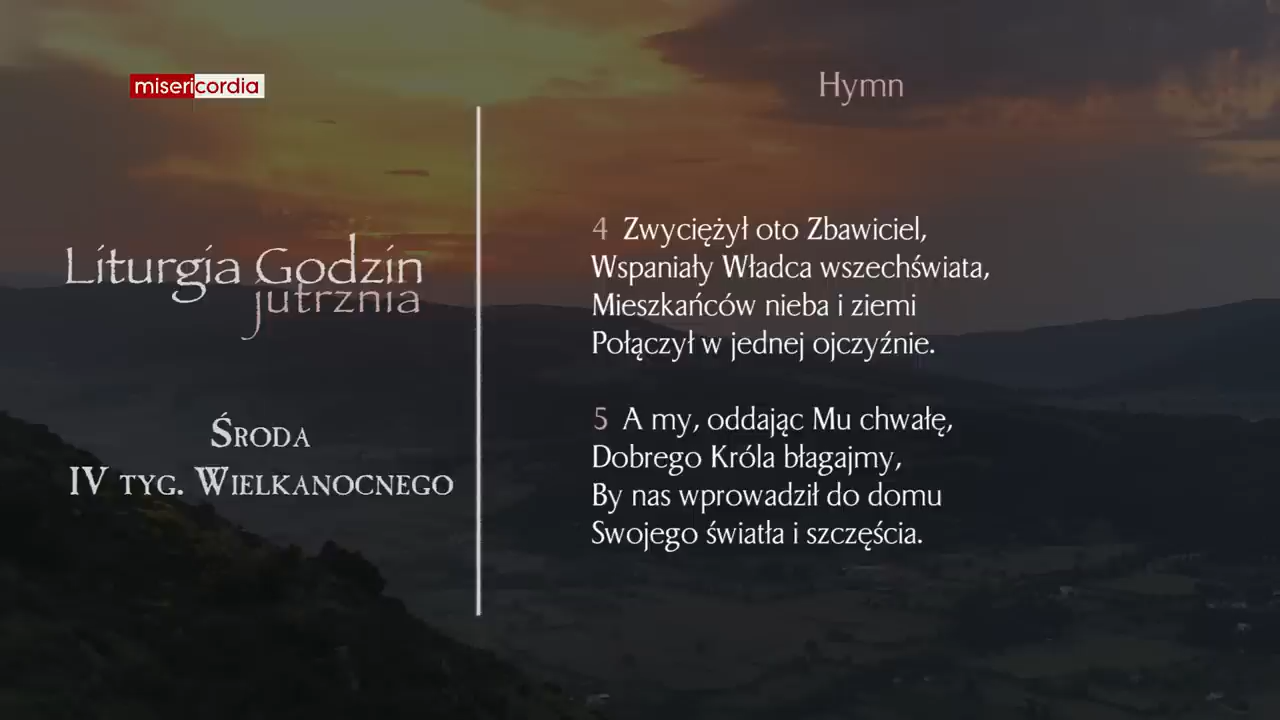 misericordia
Liturgia Godzin
jutrznia
Środa
IV tyg. Wielkanocnego
Hymn
4 Zwyciężył oto Zbawiciel,
Wspaniały Władca wszechświata,
Mieszkańców nieba i ziemi
Połączył w jednej ojczyźnie.
5 A my, oddając Mu chwałę,
Dobrego Króla błagajmy,
By nas wprowadził do domu
Swojego światła i szczęścia.